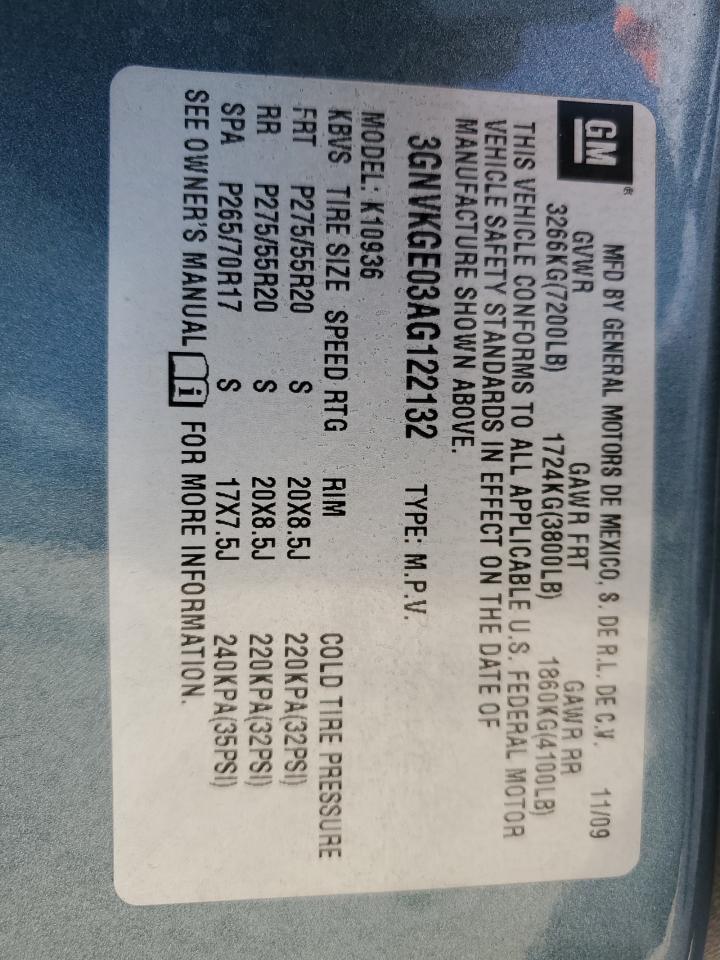 GM®
MFD BY GENERAL MOTORS DE MEXICO, S. DE R.L. DE C.V. 11/09
GVWR GAWR FRT GAWR RR
3266KG(7200LB) 1724KG(3800LB) 1860KG(4100LB)
THIS VEHICLE CONFORMS TO ALL APPLICABLE U.S. FEDERAL MOTOR
VEHICLE SAFETY STANDARDS IN EFFECT ON THE DATE OF
MANUFACTURE SHOWN ABOVE.
3GNVKGE03AG122132 TYPE: M.P.V.
MODEL: K10936
KBVS TIRE SIZE SPEED RTG RIM COLD TIRE PRESSURE
FRT P275/55R20 S 20X8.5J 220KPA(32PSI)
RR P275/55R20 S 20X8.5J 220KPA(32PSI)
SPA P265/70R17 S 17X7.5J 240KPA(35PSI)
SEE OWNER'S MANUAL i FOR MORE INFORMATION.